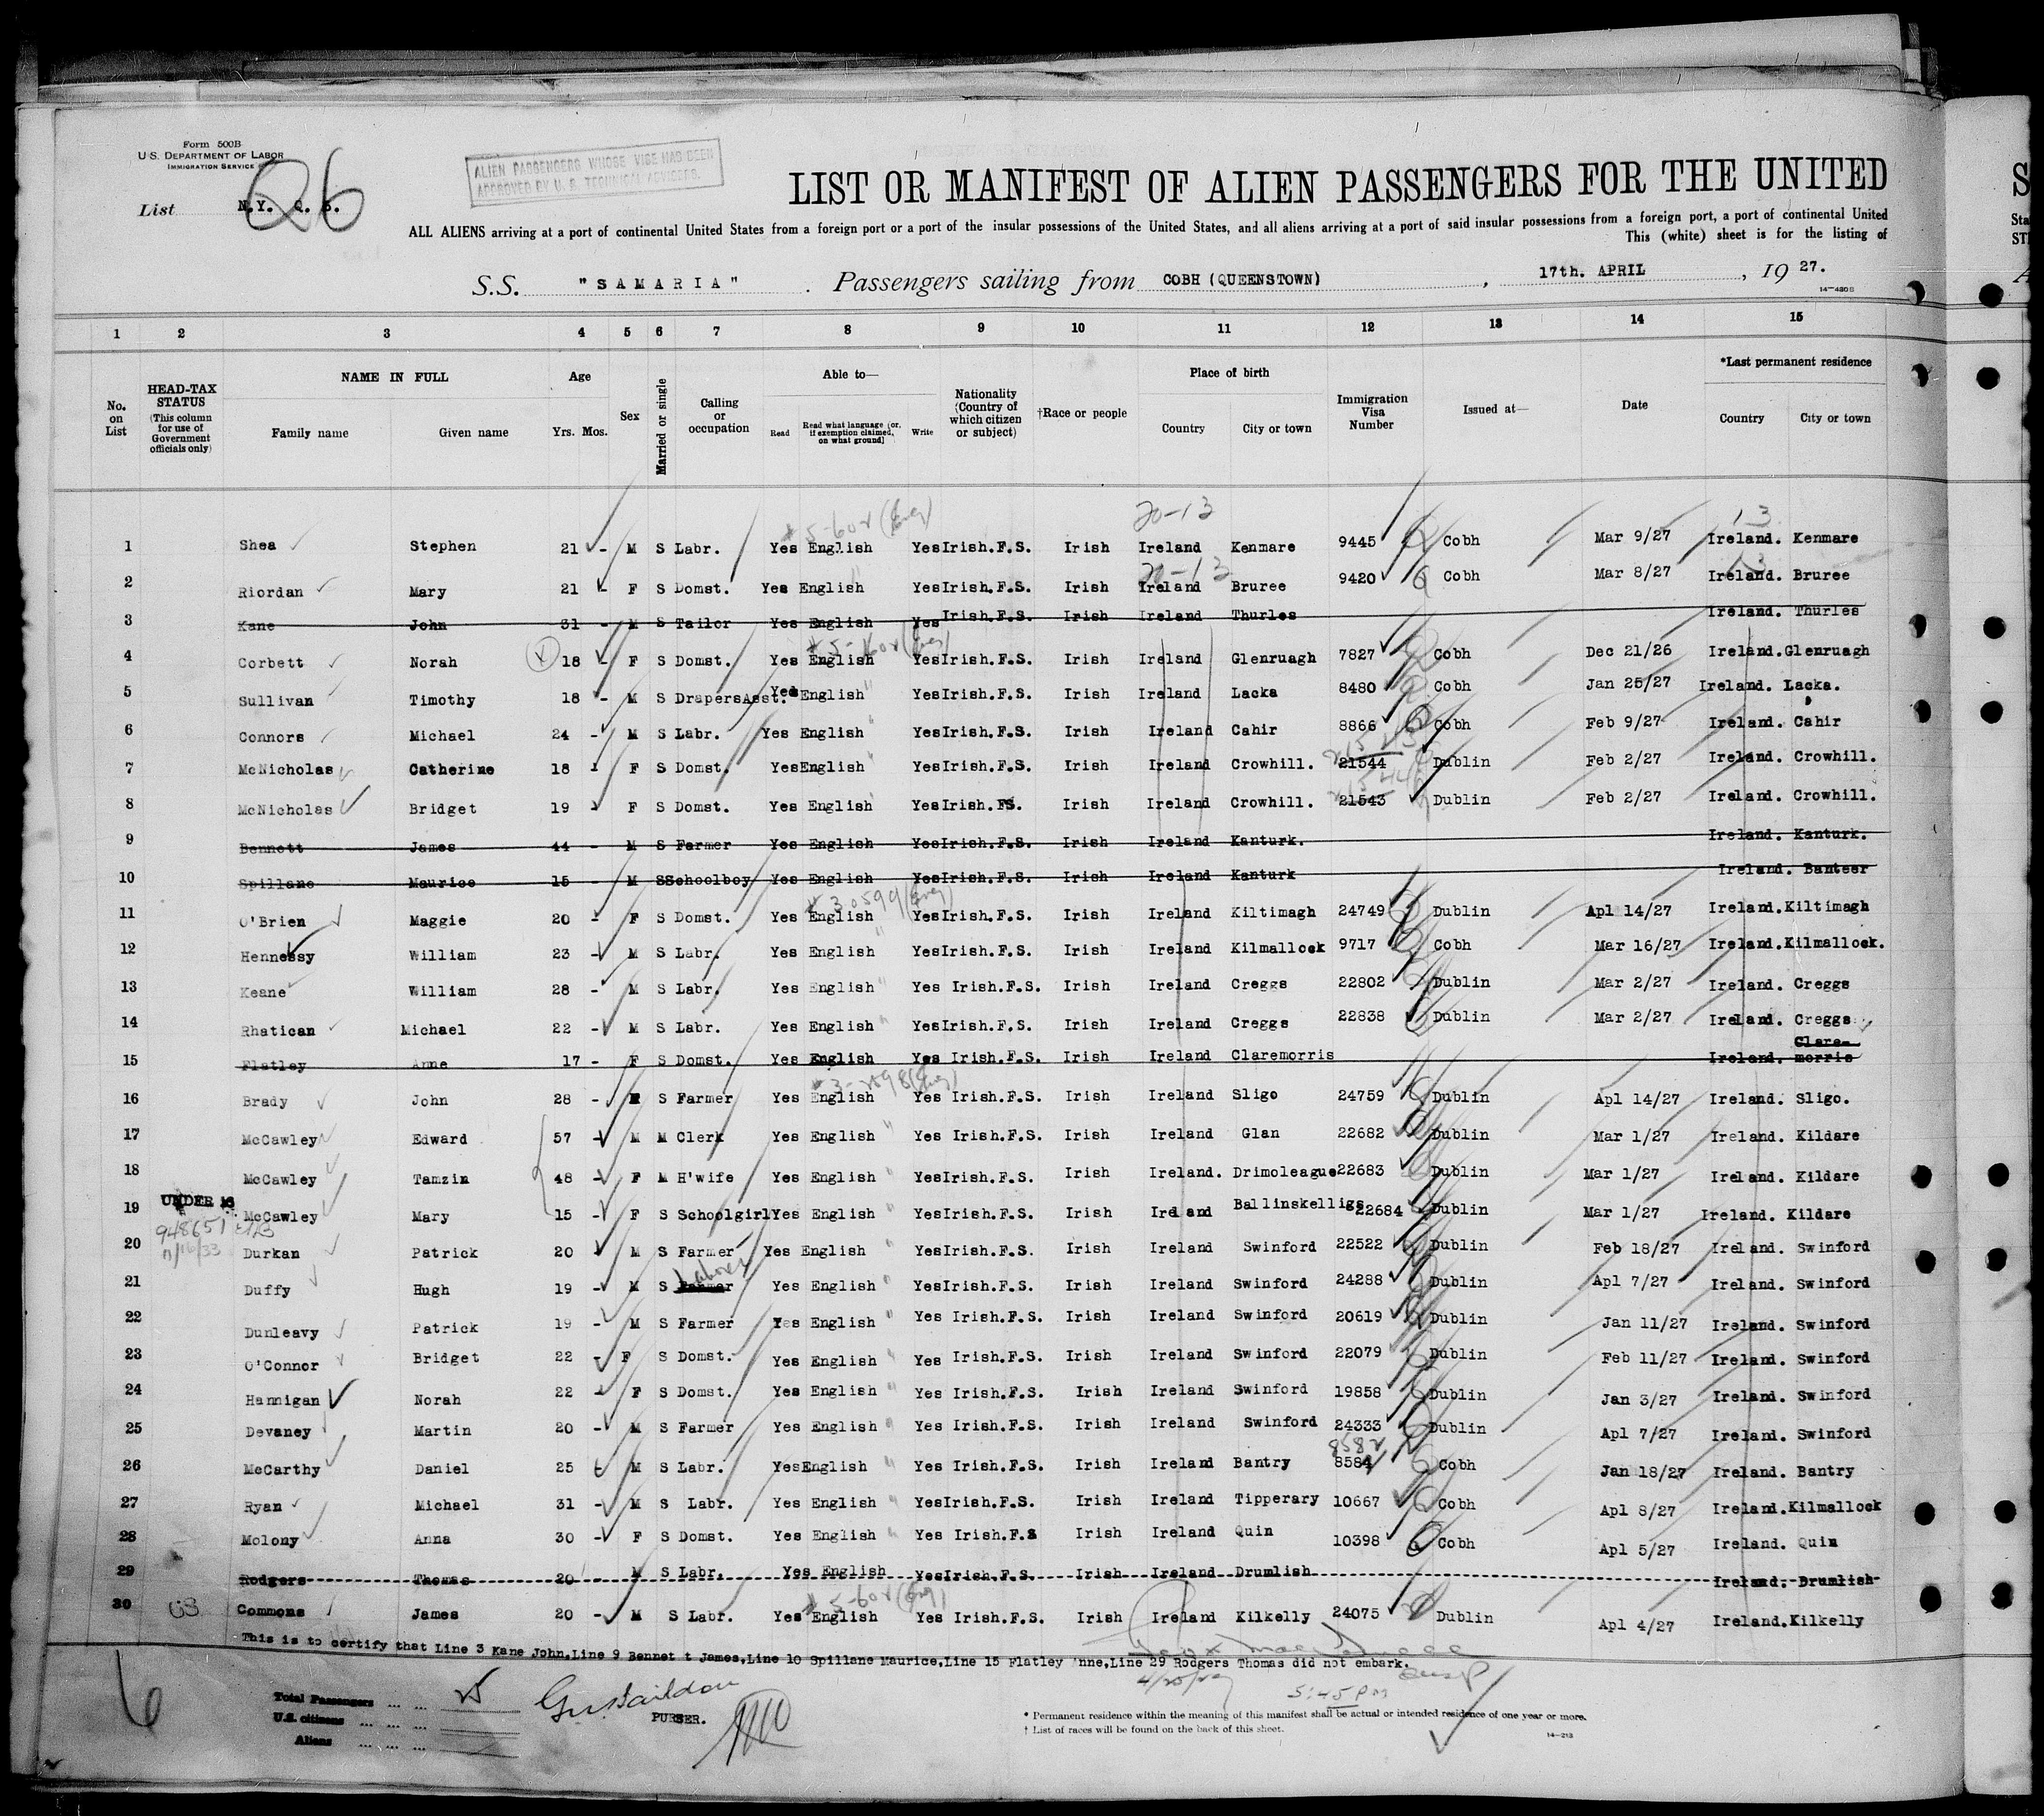 Form 500B
U.S. DEPARTMENT OF LABOR
IMMIGRATION SERVICE
ALIEN PASSENGERS WHOSE VISE HAS BEEN
APPROVED BY U. S. TECHNICAL ADVISERS.
List N.Y. Q. 26
LIST OR MANIFEST OF ALIEN PASSENGERS FOR THE UNITED
ALL ALIENS arriving at a port of continental United States from a foreign port or a port of the insular possessions of the United States, and all aliens arriving at a port of said insular possessions from a foreign port, a port of continental United
This (white) sheet is for the listing of
S.S. "SAMARIA" . Passengers sailing from COBH (QUEENSTOWN) , 17th. APRIL , 19 27.
1 2 3 4 5 6 7 8 9 10 11 12 13 14 15
No. on List
HEAD-TAX STATUS (This column for use of Government officials only)
NAME IN FULL Family name Given name
Age Yrs. Mos.
Sex
Married or single
Calling or occupation
Able to— Read Read what language [or, if exemption claimed, on what ground] Write
Nationality (Country of which citizen or subject)
†Race or people
Place of birth Country City or town
Immigration Visa Number
Issued at—
Date
*Last permanent residence Country City or town
1 Shea Stephen 21 - M S Labr. Yes English Yes Irish.F.S. Irish Ireland Kenmare 9445 Cobh Mar 9/27 Ireland. Kenmare
2 Riordan Mary 21 - F S Domst. Yes English Yes Irish.F.S. Irish Ireland Bruree 9420 Cobh Mar 8/27 Ireland. Bruree
3 Kane John 31 - M S Tailor Yes English Yes Irish.F.S. Irish Ireland Thurles Ireland. Thurles
4 Corbett Norah 18 - F S Domst. Yes English Yes Irish.F.S. Irish Ireland Glenruagh 7827 Cobh Dec 21/26 Ireland. Glenruagh
5 Sullivan Timothy 18 - M S DrapersAsst. Yes English Yes Irish.F.S. Irish Ireland Lacka 8480 Cobh Jan 25/27 Ireland. Lacka.
6 Connors Michael 24 - M S Labr. Yes English Yes Irish.F.S. Irish Ireland Cahir 8866 Cobh Feb 9/27 Ireland. Cahir
7 McNicholas Catherine 18 - F S Domst. Yes English Yes Irish.F.S. Irish Ireland Crowhill. 21544 Dublin Feb 2/27 Ireland. Crowhill.
8 McNicholas Bridget 19 - F S Domst. Yes English Yes Irish.FS. Irish Ireland Crowhill. 21543 Dublin Feb 2/27 Ireland. Crowhill.
9 Bennett James 44 - M S Farmer Yes English Yes Irish.F.S. Irish Ireland Kanturk. Ireland. Kanturk.
10 Spillane Maurice 15 - M S Schoolboy Yes English Yes Irish.F.S. Irish Ireland Kanturk Ireland. Banteer
11 O'Brien Maggie 20 - F S Domst. Yes English Yes Irish.F.S. Irish Ireland Kiltimagh 24749 Dublin Apl 14/27 Ireland. Kiltimagh
12 Hennessy William 23 - M S Labr. Yes English Yes Irish.F.S. Irish Ireland Kilmallock 9717 Cobh Mar 16/27 Ireland. Kilmallock.
13 Keane William 28 - M S Labr. Yes English Yes Irish.F.S. Irish Ireland Creggs 22802 Dublin Mar 2/27 Ireland. Creggs
14 Rhatican Michael 22 - M S Labr. Yes English Yes Irish.F.S. Irish Ireland Creggs 22838 Dublin Mar 2/27 Ireland. Creggs
15 Flatley Anne 17 - F S Domst. Yes English Yes Irish.F.S. Irish Ireland Claremorris Ireland. Claremorris
16 Brady John 28 - M S Farmer Yes English Yes Irish.F.S. Irish Ireland Sligo 24759 Dublin Apl 14/27 Ireland. Sligo.
17 McCawley Edward 57 - M M Clerk Yes English Yes Irish.F.S. Irish Ireland Glan 22682 Dublin Mar 1/27 Ireland. Kildare
18 McCawley Tamzin 48 - F M H'wife Yes English Yes Irish.F.S. Irish Ireland. Drimoleague 22683 Dublin Mar 1/27 Ireland. Kildare
UNDER 16
19 McCawley Mary 15 - F S Schoolgirl Yes English Yes Irish.F.S. Irish Ireland Ballinskelligs 22684 Dublin Mar 1/27 Ireland. Kildare
948651
11/16/33
20 Durkan Patrick 20 M S Farmer Yes English Yes Irish.F.S. Irish Ireland Swinford 22522 Dublin Feb 18/27 Ireland. Swinford
21 Duffy Hugh 19 - M S Farmer Labor Yes English Yes Irish.F.S. Irish Ireland Swinford 24288 Dublin Apl 7/27 Ireland. Swinford
22 Dunleavy Patrick 19 - M S Farmer Yes English Yes Irish.F.S. Irish Ireland Swinford 20619 Dublin Jan 11/27 Ireland. Swinford
23 O'Connor Bridget 22 - F S Domst. Yes English Yes Irish.F.S. Irish Ireland Swinford 22079 Dublin Feb 11/27 Ireland. Swinford
24 Hannigan Norah 22 - F S Domst. Yes English Yes Irish.F.S. Irish Ireland Swinford 19858 Dublin Jan 3/27 Ireland. Swinford
25 Devaney Martin 20 - M S Farmer Yes English Yes Irish.F.S. Irish Ireland Swinford 24333 Dublin Apl 7/27 Ireland. Swinford
26 McCarthy Daniel 25 - M S Labr. Yes English Yes Irish.F.S. Irish Ireland Bantry 8584 Cobh Jan 18/27 Ireland. Bantry
27 Ryan Michael 31 - M S Labr. Yes English Yes Irish.F.S. Irish Ireland Tipperary 10667 Cobh Apl 8/27 Ireland. Kilmallock
28 Molony Anna 30 - F S Domst. Yes English Yes Irish.F.S Irish Ireland Quin 10398 Cobh Apl 5/27 Ireland. Quin
29 Rodgers Thomas 20 - M S Labr. Yes English Yes Irish.F.S. Irish Ireland Drumlish Ireland. Drumlish
30 Commons James 20 - M S Labr. Yes English Yes Irish.F.S. Irish Ireland Kilkelly 24075 Dublin Apl 4/27 Ireland. Kilkelly
This is to certify that Line 3 Kane John,Line 9 Bennet t James,Line 10 Spillane Maurice,Line 15 Flatley Anne,Line 29 Rodgers Thomas did not embark.
5:45 PM
6
Total Passengers ... ... 25
U.S. citizens ... ... ...
Aliens ... ... ...
PURSER.
* Permanent residence within the meaning of this manifest shall be actual or intended residence of one year or more.
† List of races will be found on the back of this sheet.
14—213